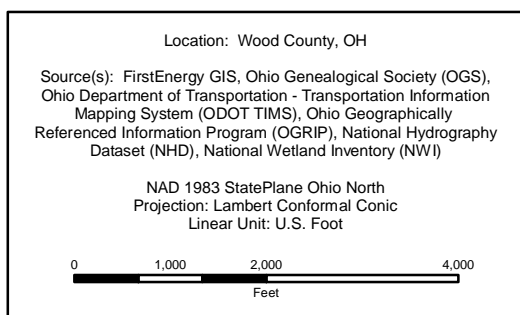 Location:  Wood County, OH
Source(s):  FirstEnergy GIS, Ohio Genealogical Society (OGS),
Ohio Department of Transportation - Transportation Information
Mapping System (ODOT TIMS), Ohio Geographically
Referenced Information Program (OGRIP), National Hydrography
Dataset (NHD), National Wetland Inventory (NWI)
NAD 1983 StatePlane Ohio North
Projection: Lambert Conformal Conic
Linear Unit: U.S. Foot
0 1,000 2,000 4,000
Feet